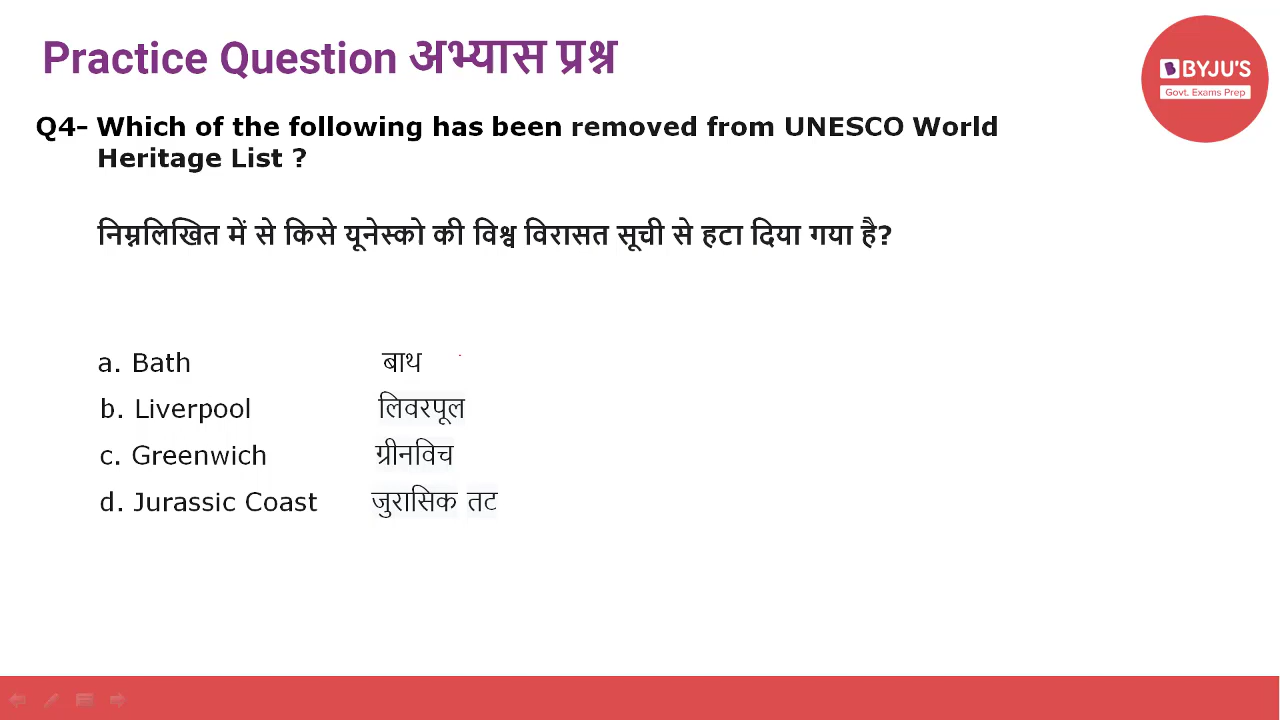 Practice Question अभ्यास प्रश्न
BYJU'S
Govt. Exams Prep
Q4- Which of the following has been removed from UNESCO World
Heritage List ?
निम्नलिखित में से किसे यूनेस्को की विश्व विरासत सूची से हटा दिया गया है?
a. Bath बाथ
b. Liverpool लिवरपूल
c. Greenwich ग्रीनविच
d. Jurassic Coast जुरासिक तट